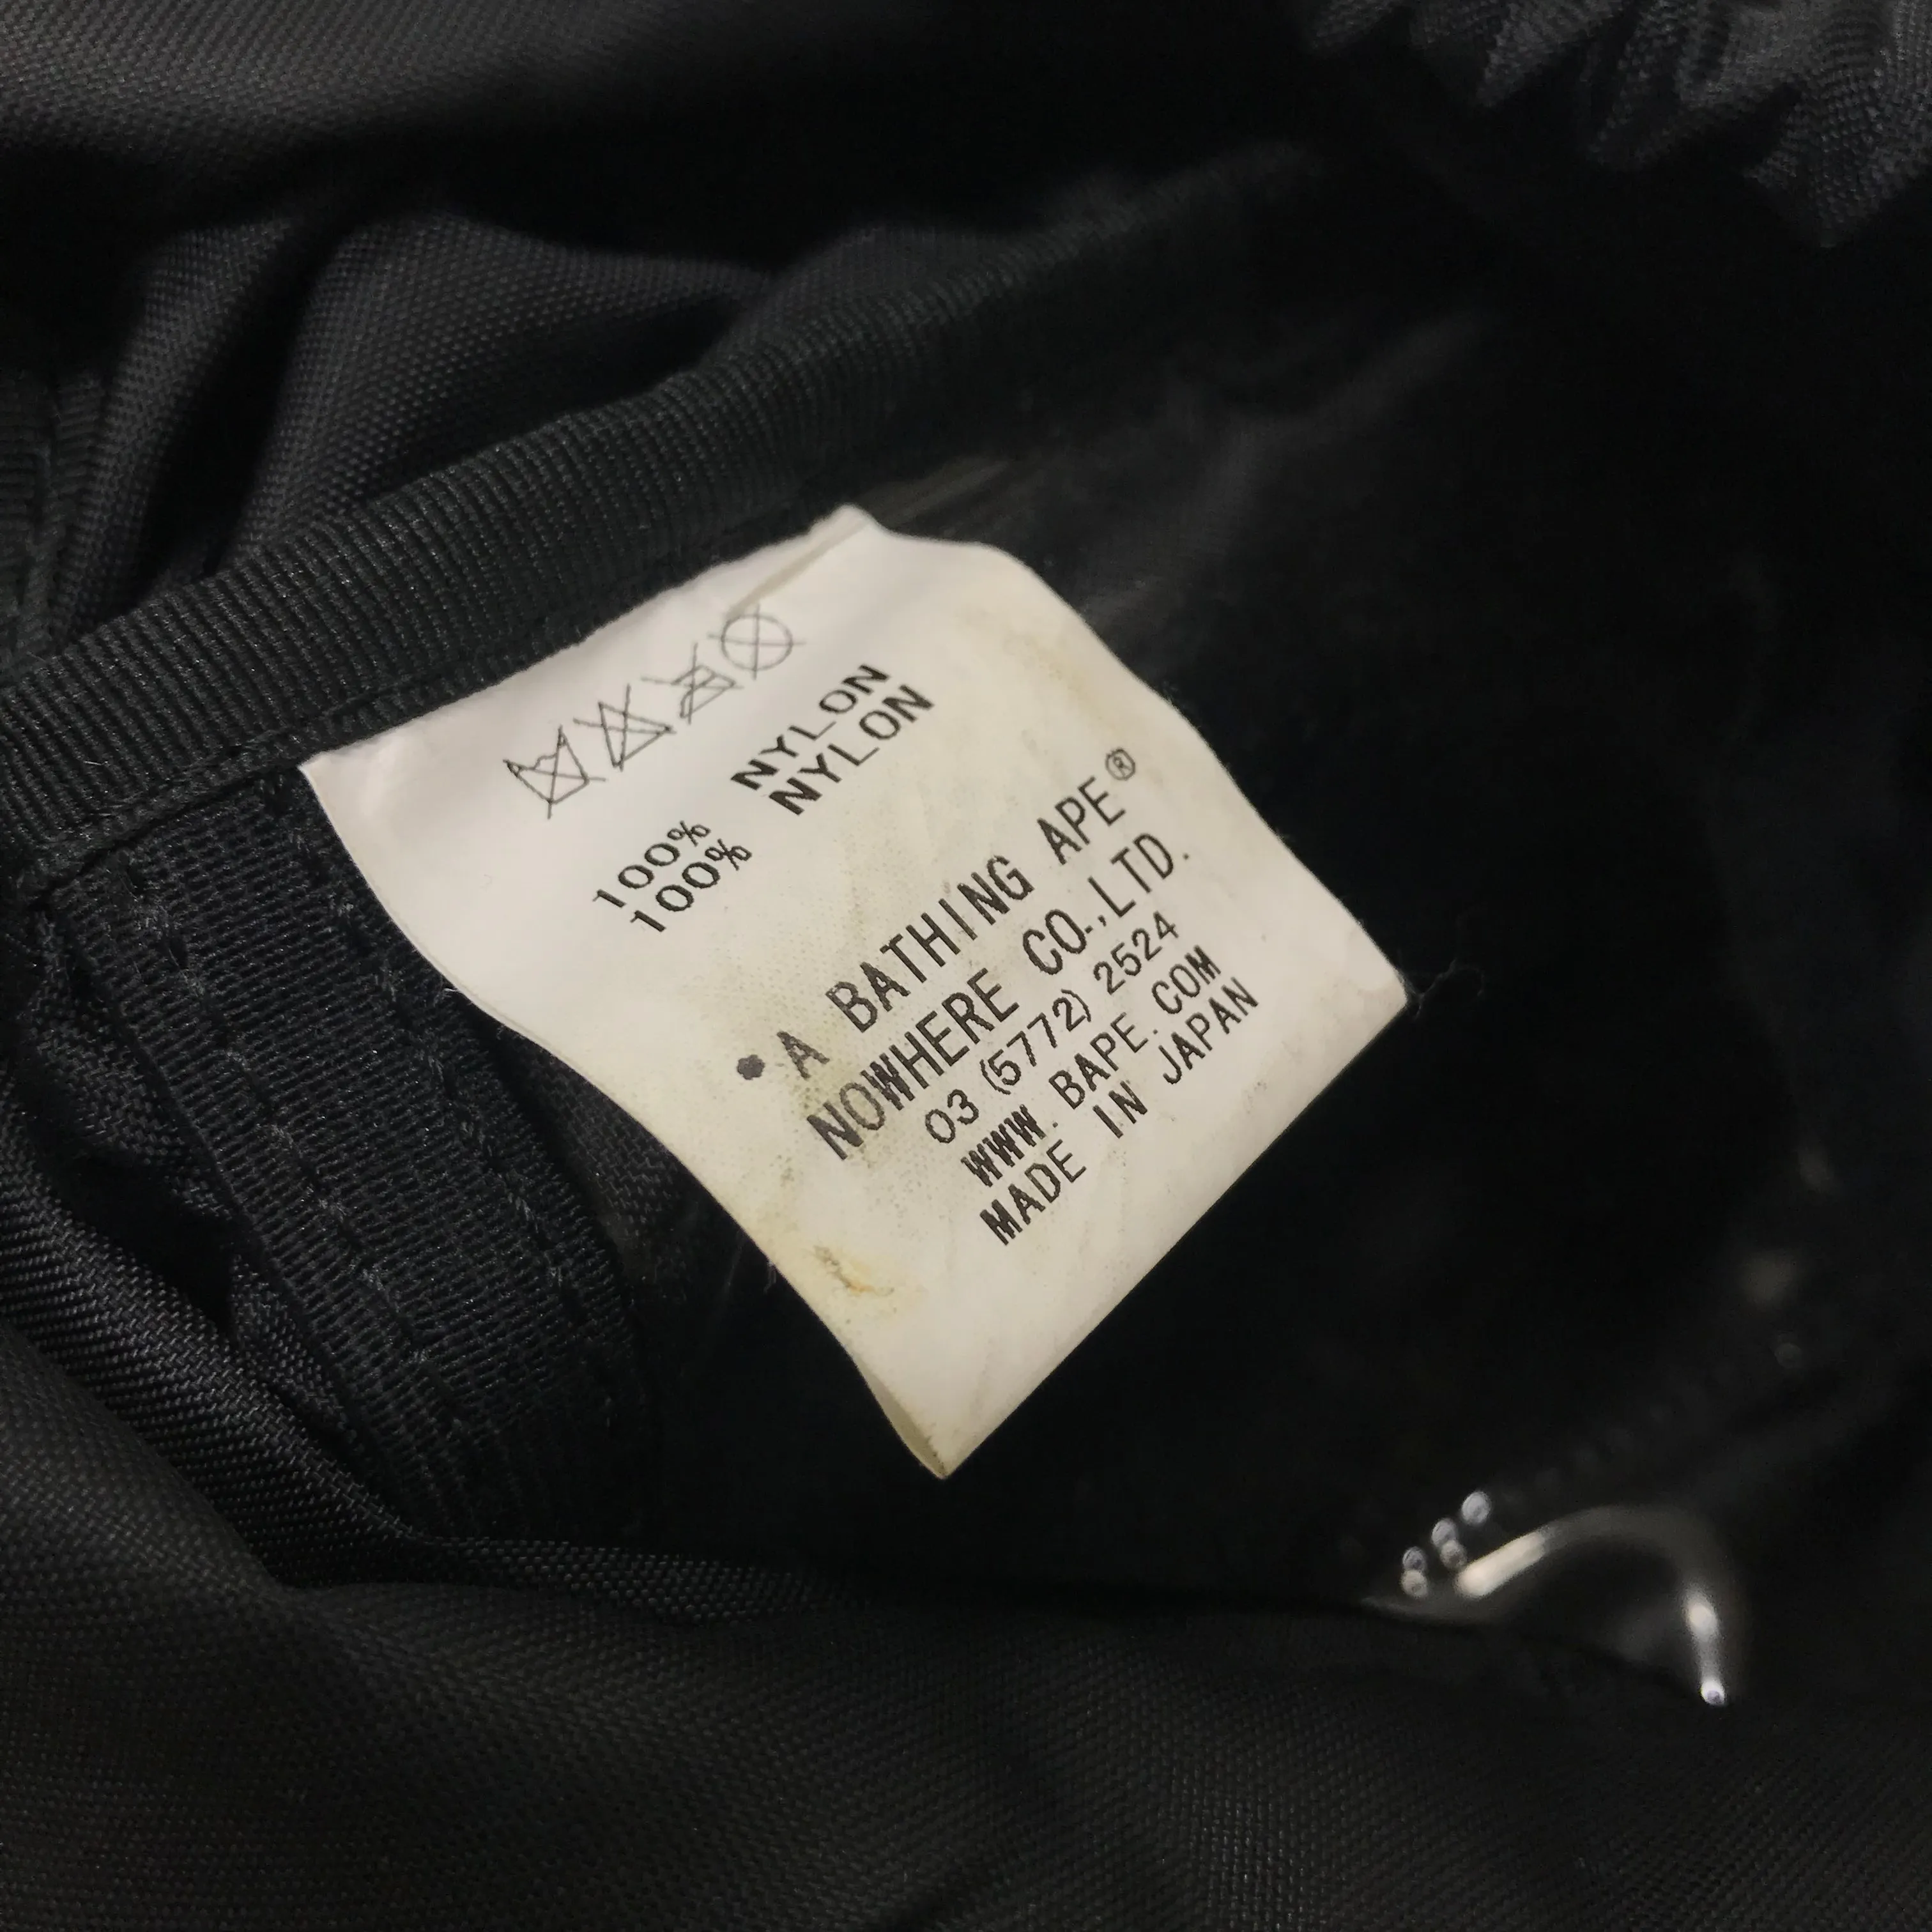 100% NYLON
100% NYLON
•A BATHING APE®
NOWHERE CO.,LTD.
03 (5772) 2524
WWW. BAPE. COM
MADE IN JAPAN